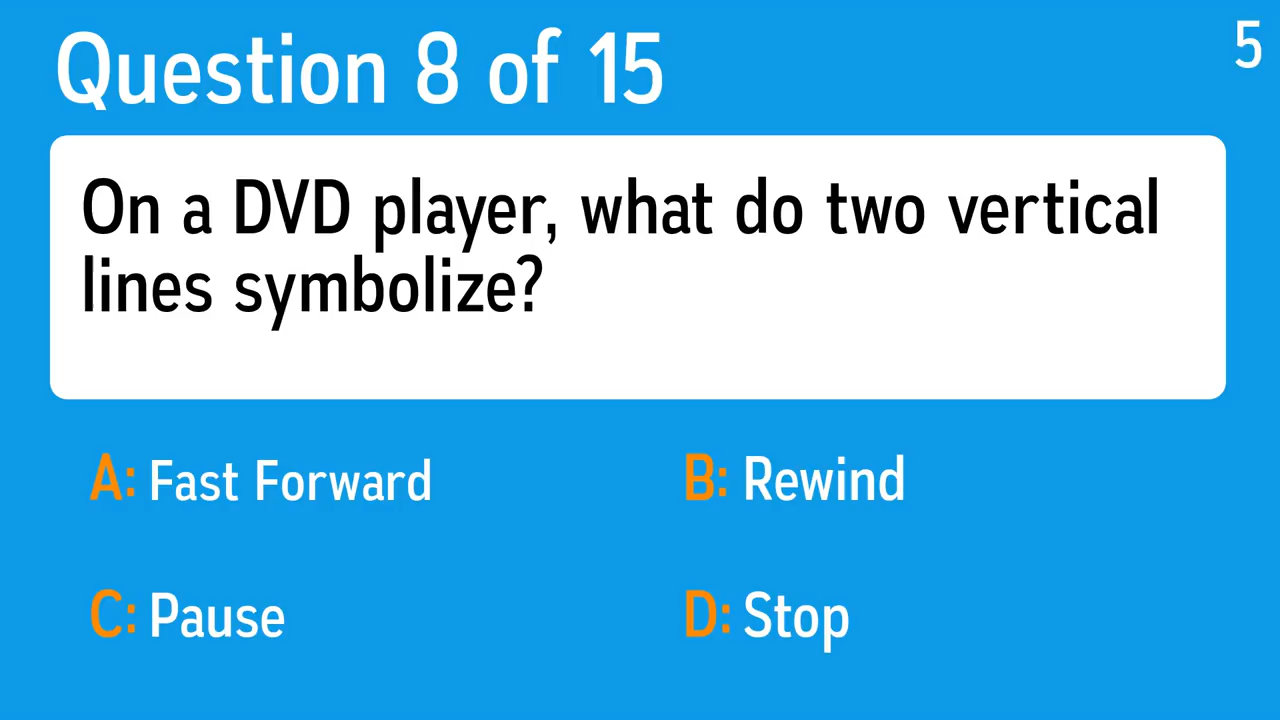 Question 8 of 15
5
On a DVD player, what do two vertical
lines symbolize?
A: Fast Forward
B: Rewind
C: Pause
D: Stop